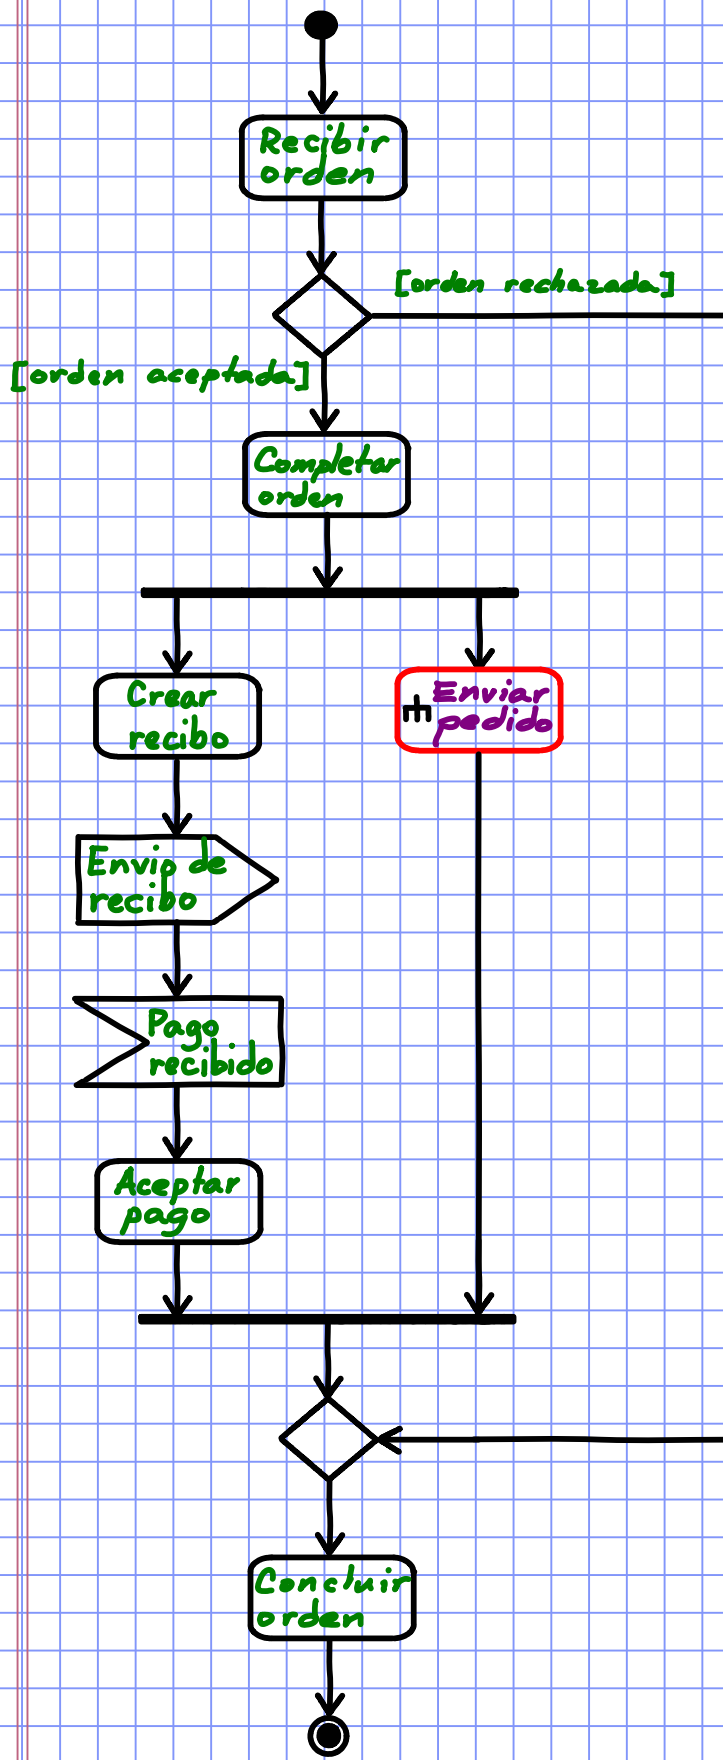 Recibir
orden
[orden rechazada]
[orden aceptada]
Completar
orden
Crear
recibo
Enviar
pedido
Envio de
recibo
Pago
recibido
Aceptar
pago
Concluir
orden